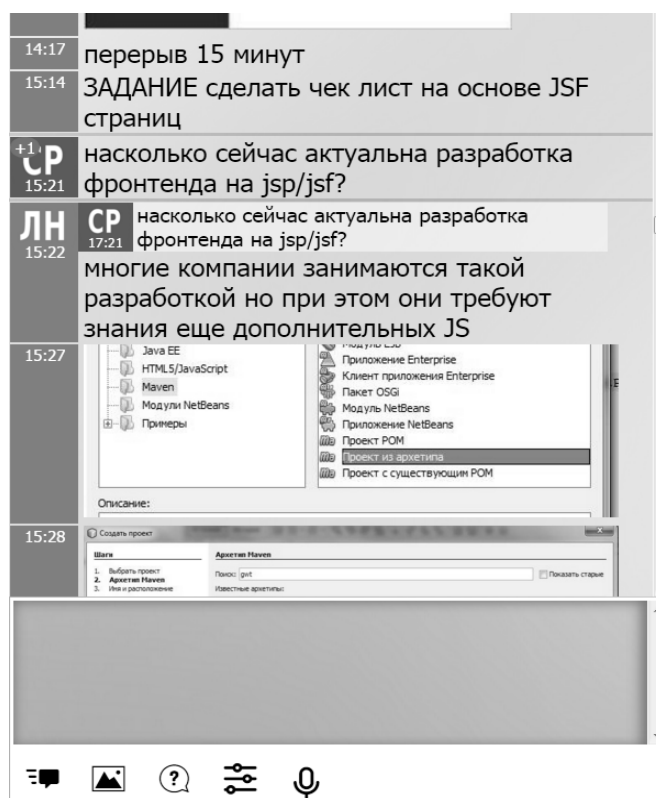 14:17
перерыв 15 минут
15:14
ЗАДАНИЕ сделать чек лист на основе JSF
страниц
+1
СР
15:21
насколько сейчас актуальна разработка
фронтенда на jsp/jsf?
ЛН
15:22
СР
17:21
насколько сейчас актуальна разработка
фронтенда на jsp/jsf?
многие компании занимаются такой
разработкой но при этом они требуют
знания еще дополнительных JS
15:27
Java EE
HTML5/JavaScript
Maven
Модули NetBeans
Примеры
Модуль ESB
Приложение Enterprise
Клиент приложения Enterprise
Пакет OSGi
Модуль NetBeans
Приложение NetBeans
Проект POM
Проект из архетипа
Проект с существующим POM
Описание:
15:28
Создать проект
Шаги
1. Выбрать проект
2. Архетип Maven
3. Имя и расположение
Архетип Maven
Поиск: gwt
Показать старые
Известные архетипы: